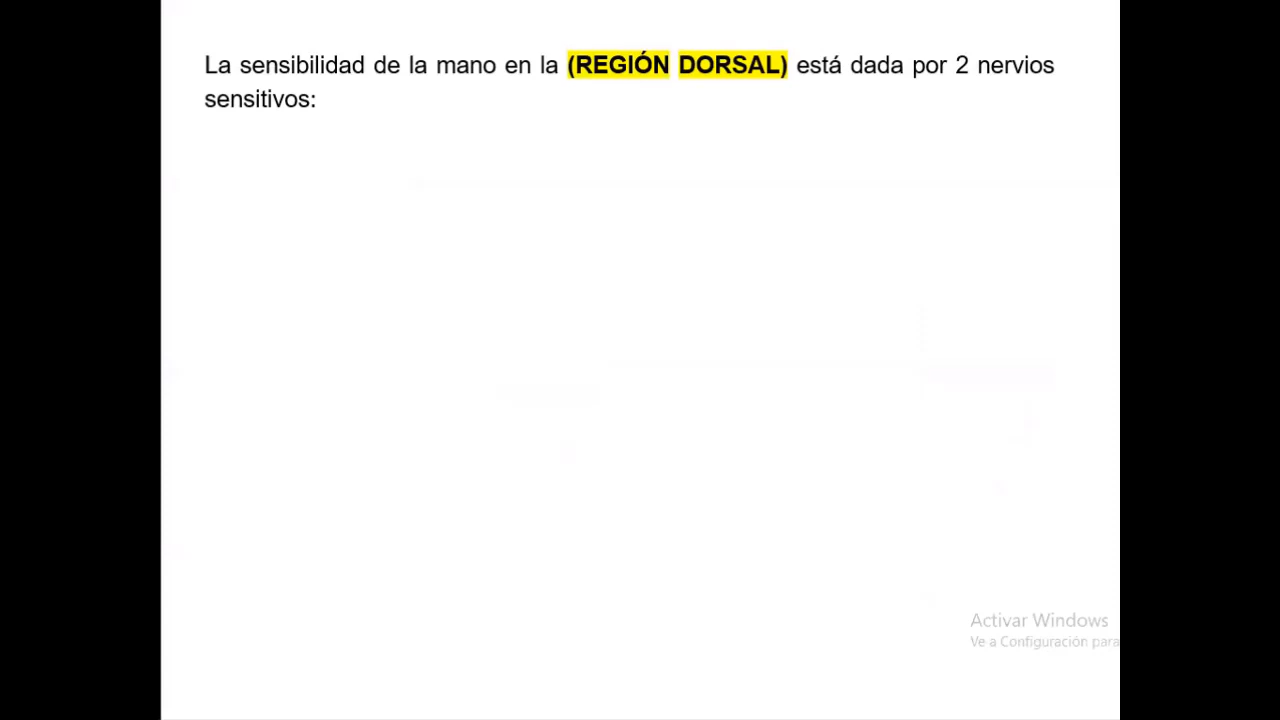 La sensibilidad de la mano en la (REGIÓN DORSAL) está dada por 2 nervios
sensitivos:
Activar Windows
Ve a Configuración para